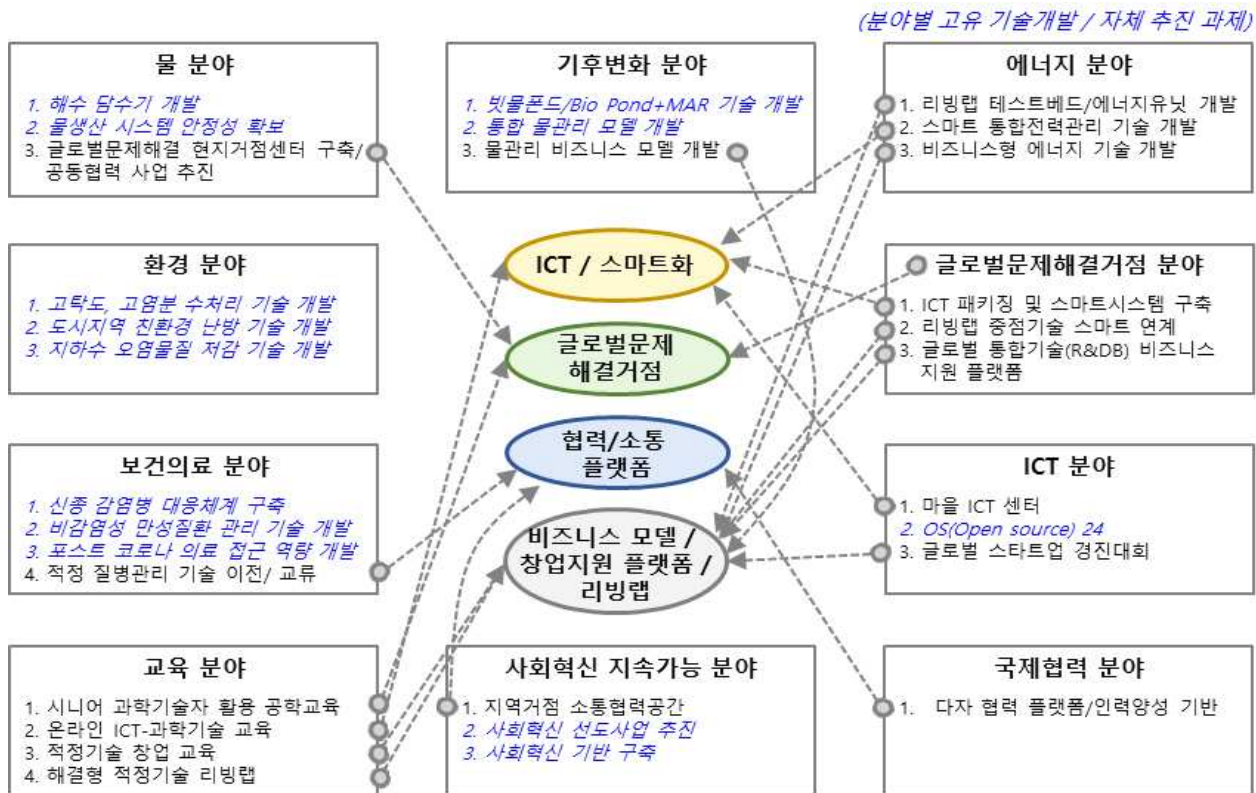 (분야별 고유 기술개발 / 자체 추진 과제)
물 분야
1. 해수 담수기 개발
2. 물생산 시스템 안정성 확보
3. 글로벌문제해결 현지거점센터 구축/
공동협력 사업 추진
기후변화 분야
1. 빗물폰드/Bio Pond+MAR 기술 개발
2. 통합 물관리 모델 개발
3. 물관리 비즈니스 모델 개발
에너지 분야
1. 리빙랩 테스트베드/에너지유닛 개발
2. 스마트 통합전력관리 기술 개발
3. 비즈니스형 에너지 기술 개발
환경 분야
1. 고탁도, 고염분 수처리 기술 개발
2. 도시지역 친환경 난방 기술 개발
3. 지하수 오염물질 저감 기술 개발
ICT / 스마트화
글로벌문제
해결거점
협력/소통
플랫폼
비즈니스 모델 /
창업지원 플랫폼 /
리빙랩
글로벌문제해결거점 분야
1. ICT 패키징 및 스마트시스템 구축
2. 리빙랩 중점기술 스마트 연계
3. 글로벌 통합기술(R&DB) 비즈니스
지원 플랫폼
보건의료 분야
1. 신종 감염병 대응체계 구축
2. 비감염성 만성질환 관리 기술 개발
3. 포스트 코로나 의료 접근 역량 개발
4. 적정 질병관리 기술 이전/ 교류
ICT 분야
1. 마을 ICT 센터
2. OS(Open source) 24
3. 글로벌 스타트업 경진대회
교육 분야
1. 시니어 과학기술자 활용 공학교육
2. 온라인 ICT-과학기술 교육
3. 적정기술 창업 교육
4. 해결형 적정기술 리빙랩
사회혁신 지속가능 분야
1. 지역거점 소통협력공간
2. 사회혁신 선도사업 추진
3. 사회혁신 기반 구축
국제협력 분야
1. 다자 협력 플랫폼/인력양성 기반